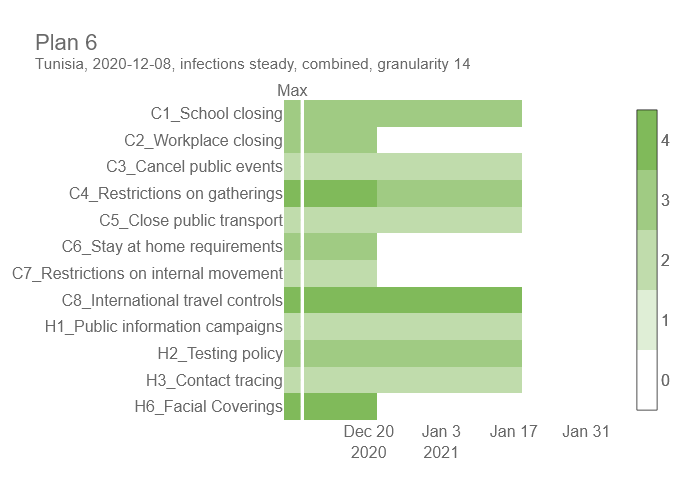 Plan 6
Tunisia, 2020-12-08, infections steady, combined, granularity 14
Max
C1_School closing
C2_Workplace closing
C3_Cancel public events
C4_Restrictions on gatherings
C5_Close public transport
C6_Stay at home requirements
C7_Restrictions on internal movement
C8_International travel controls
H1_Public information campaigns
H2_Testing policy
H3_Contact tracing
H6_Facial Coverings
4
3
2
1
0
Dec 20 Jan 3 Jan 17 Jan 31
2020 2021